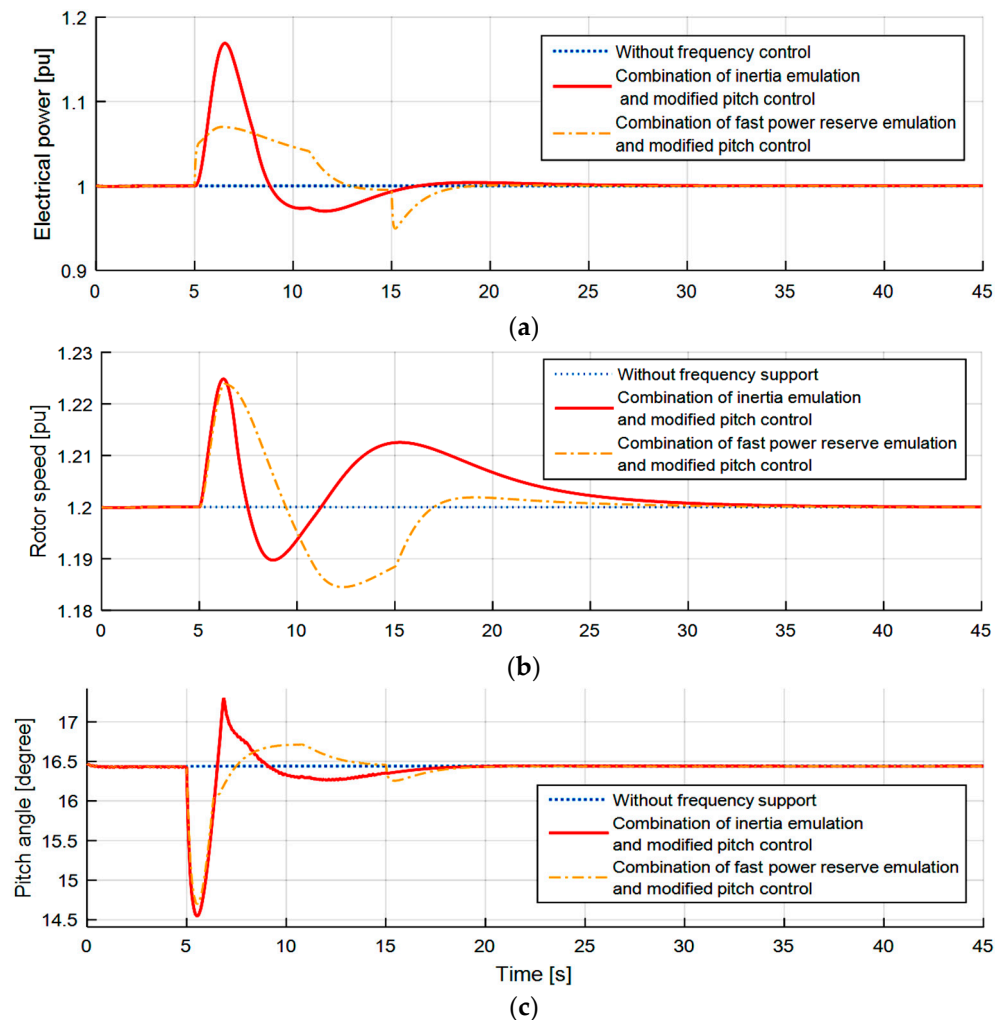 (a)
1.2
1.1
1
0.9
Electrical power [pu]
Without frequency control
Combination of inertia emulation
and modified pitch control
Combination of fast power reserve emulation
and modified pitch control
0 5 10 15 20 25 30 35 40 45
(a)
1.23
1.22
1.21
1.2
1.19
1.18
Rotor speed [pu]
Without frequency support
Combination of inertia emulation
and modified pitch control
Combination of fast power reserve emulation
and modified pitch control
0 5 10 15 20 25 30 35 40 45
(b)
17
16.5
16
15.5
15
14.5
Pitch angle [degree]
Without frequency support
Combination of inertia emulation
and modified pitch control
Combination of fast power reserve emulation
and modified pitch control
0 5 10 15 20 25 30 35 40 45
Time [s]
(c)